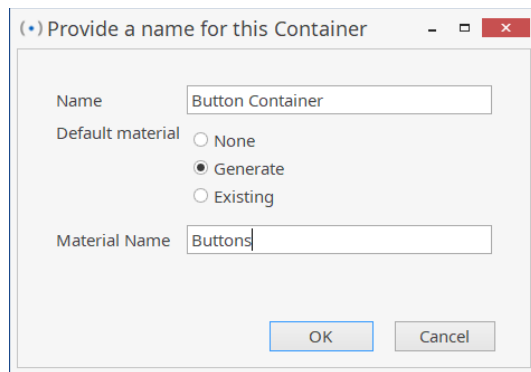 Provide a name for this Container
Name Button Container
Default material None
Generate
Existing
Material Name Buttons
OK Cancel